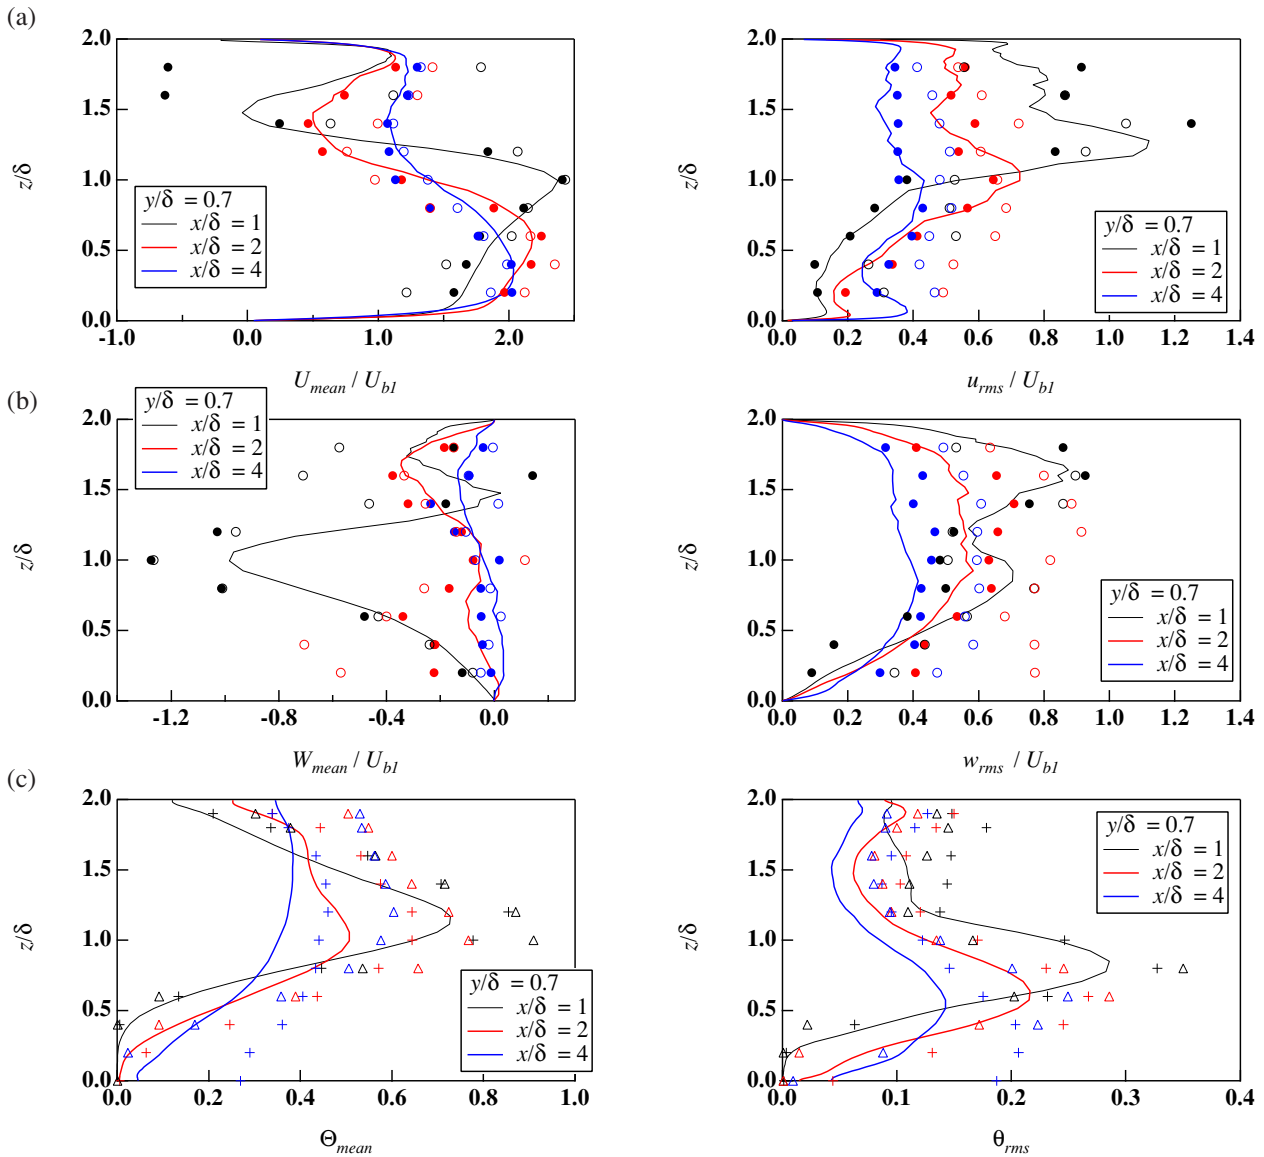 (a)
2.0
1.5
1.0
0.5
0.0
z/δ
-1.0
0.0
1.0
2.0
U_mean / U_b1
y/δ = 0.7
x/δ = 1
x/δ = 2
x/δ = 4
2.0
1.5
1.0
0.5
0.0
z/δ
0.0 0.2 0.4 0.6 0.8 1.0 1.2 1.4
u_rms / U_b1
y/δ = 0.7
x/δ = 1
x/δ = 2
x/δ = 4
(b)
2.0
1.5
1.0
0.5
0.0
z/δ
-1.2 -0.8 -0.4 0.0
W_mean / U_b1
y/δ = 0.7
x/δ = 1
x/δ = 2
x/δ = 4
2.0
1.5
1.0
0.5
0.0
z/δ
0.0 0.2 0.4 0.6 0.8 1.0 1.2 1.4
w_rms / U_b1
y/δ = 0.7
x/δ = 1
x/δ = 2
x/δ = 4
(c)
2.0
1.5
1.0
0.5
0.0
z/δ
0.0 0.2 0.4 0.6 0.8 1.0
Θ_mean
y/δ = 0.7
x/δ = 1
x/δ = 2
x/δ = 4
2.0
1.5
1.0
0.5
0.0
z/δ
0.0 0.1 0.2 0.3 0.4
θ_rms
y/δ = 0.7
x/δ = 1
x/δ = 2
x/δ = 4